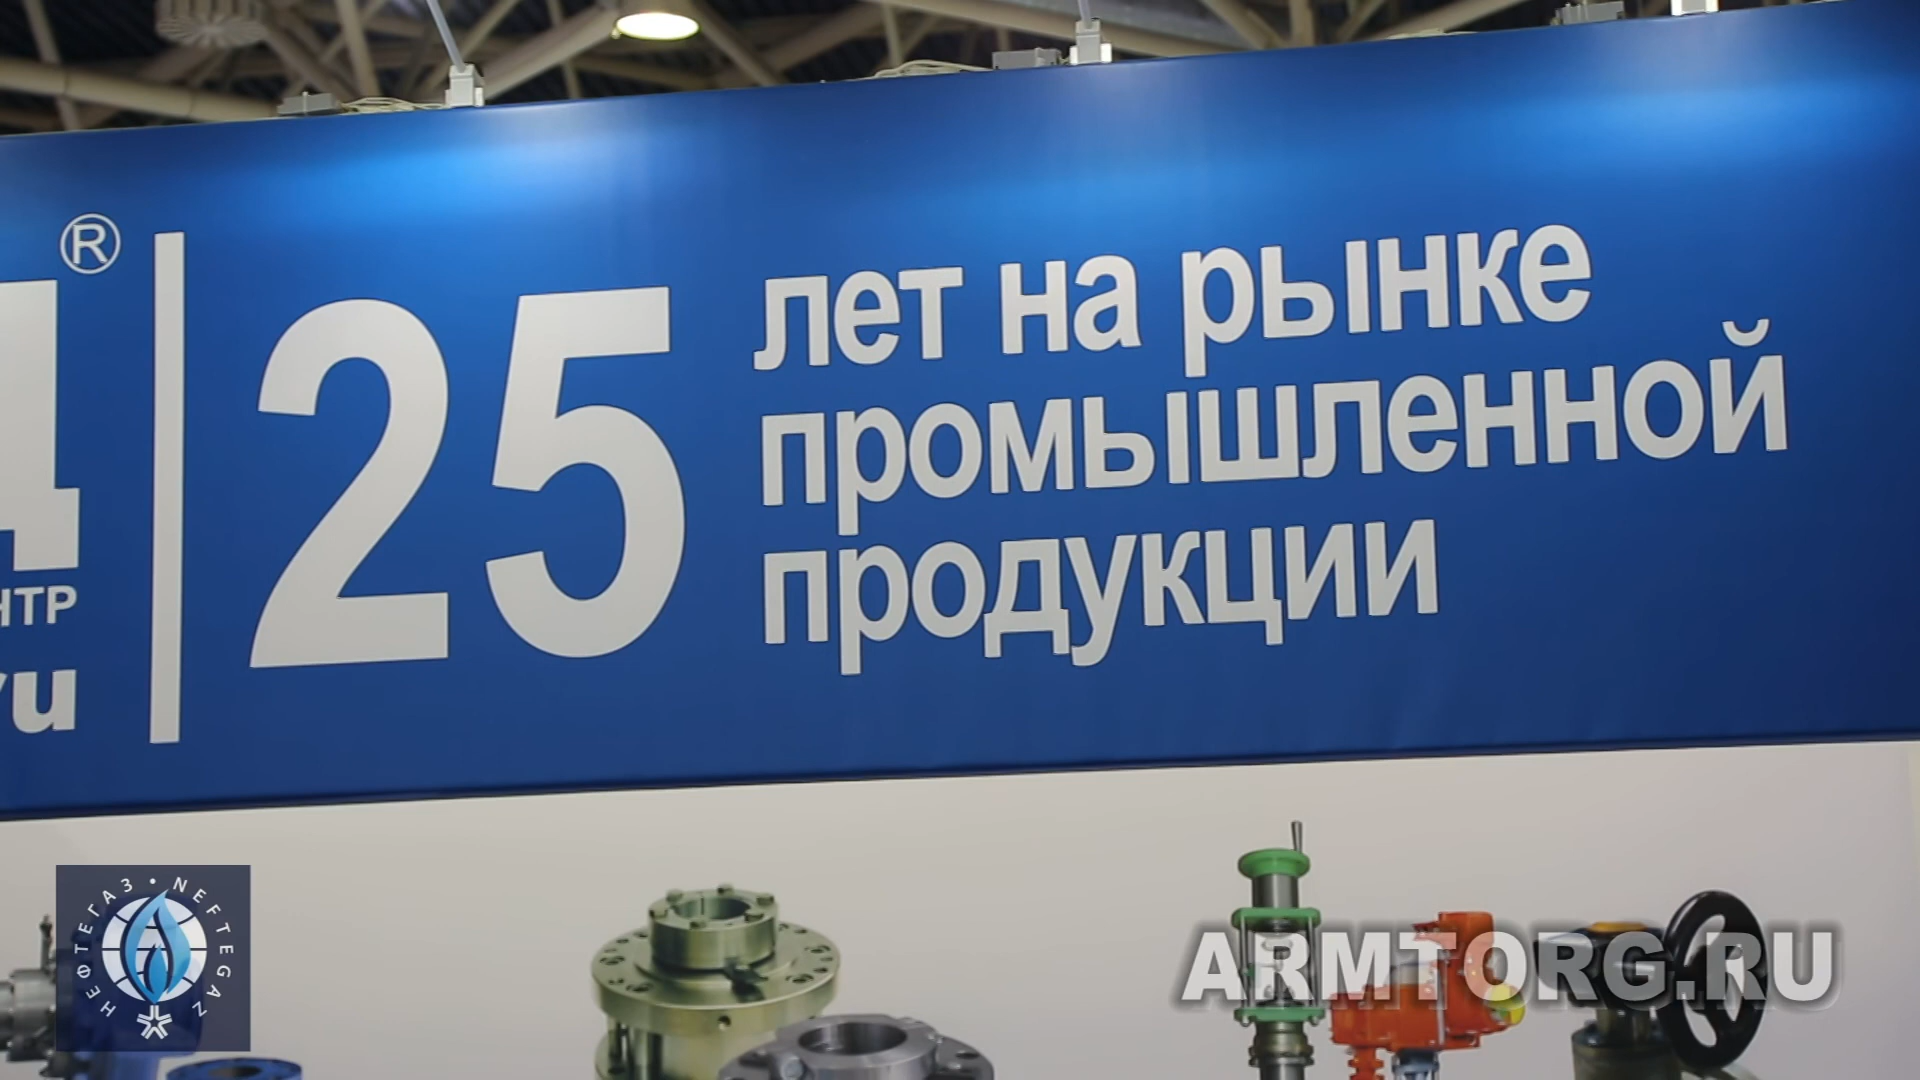 ®
25 лет на рынке
промышленной
продукции
НЕФТЕГАЗ • NEFTEGAZ
ARMTORG.RU